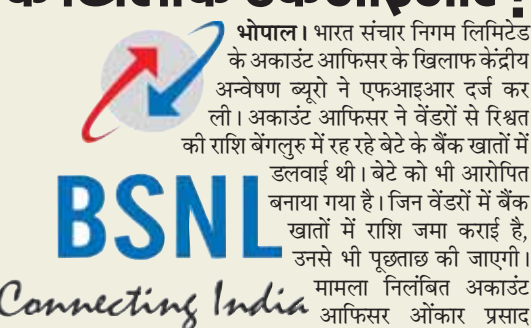 के खिलाफ एफआइआर
भोपाल। भारत संचार निगम लिमिटेड
के अकाउंट आफिसर के खिलाफ केंद्रीय
अन्वेषण ब्यूरो ने एफआइआर दर्ज कर
ली। अकाउंट आफिसर ने वेंडरों से रिश्वत
की राशि बेंगलुरु में रह रहे बेटे के बैंक खातों में
डलवाई थी। बेटे को भी आरोपित
बनाया गया है। जिन वेंडरों में बैंक
खातों में राशि जमा कराई है,
उनसे भी पूछताछ की जाएगी।
मामला निलंबित अकाउंट
आफिसर ओंकार प्रसाद
BSNL
Connecting India